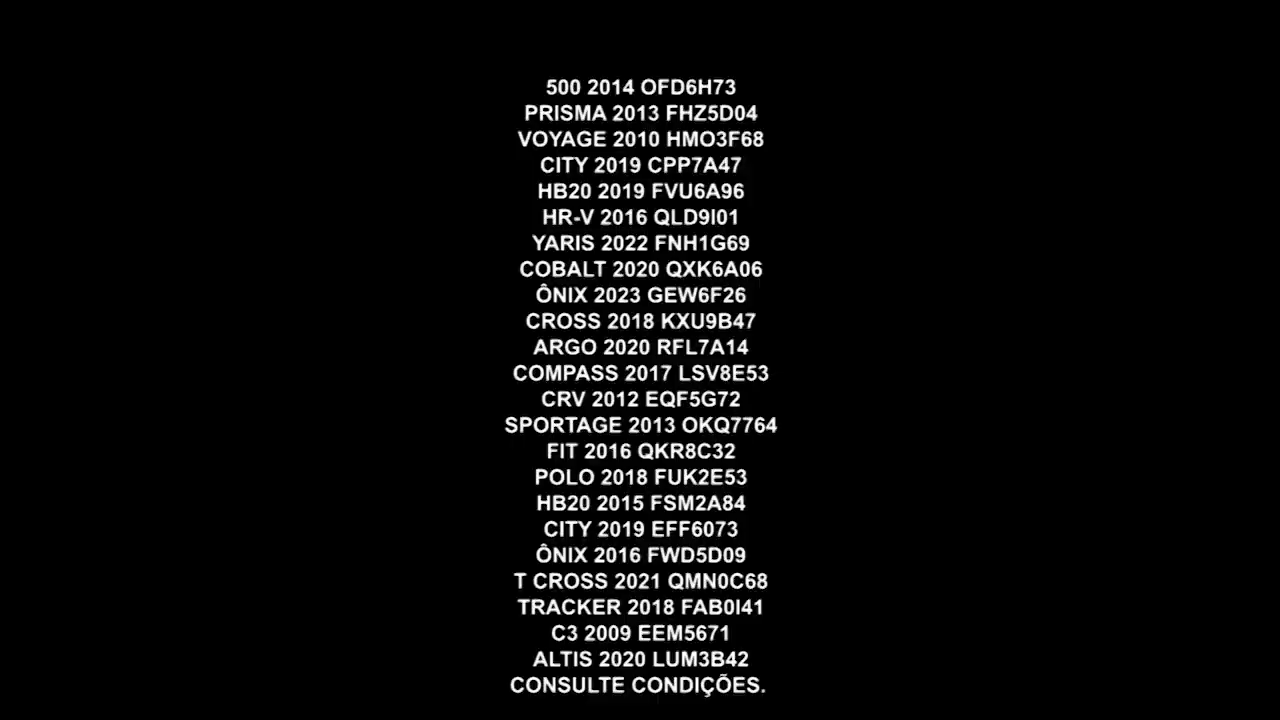 500 2014 OFD6H73
PRISMA 2013 FHZ5D04
VOYAGE 2010 HMO3F68
CITY 2019 CPP7A47
HB20 2019 FVU6A96
HR-V 2016 QLD9I01
YARIS 2022 FNH1G69
COBALT 2020 QXK6A06
ÔNIX 2023 GEW6F26
CROSS 2018 KXU9B47
ARGO 2020 RFL7A14
COMPASS 2017 LSV8E53
CRV 2012 EQF5G72
SPORTAGE 2013 OKQ7764
FIT 2016 QKR8C32
POLO 2018 FUK2E53
HB20 2015 FSM2A84
CITY 2019 EFF6073
ÔNIX 2016 FWD5D09
T CROSS 2021 QMN0C68
TRACKER 2018 FAB0I41
C3 2009 EEM5671
ALTIS 2020 LUM3B42
CONSULTE CONDIÇÕES.